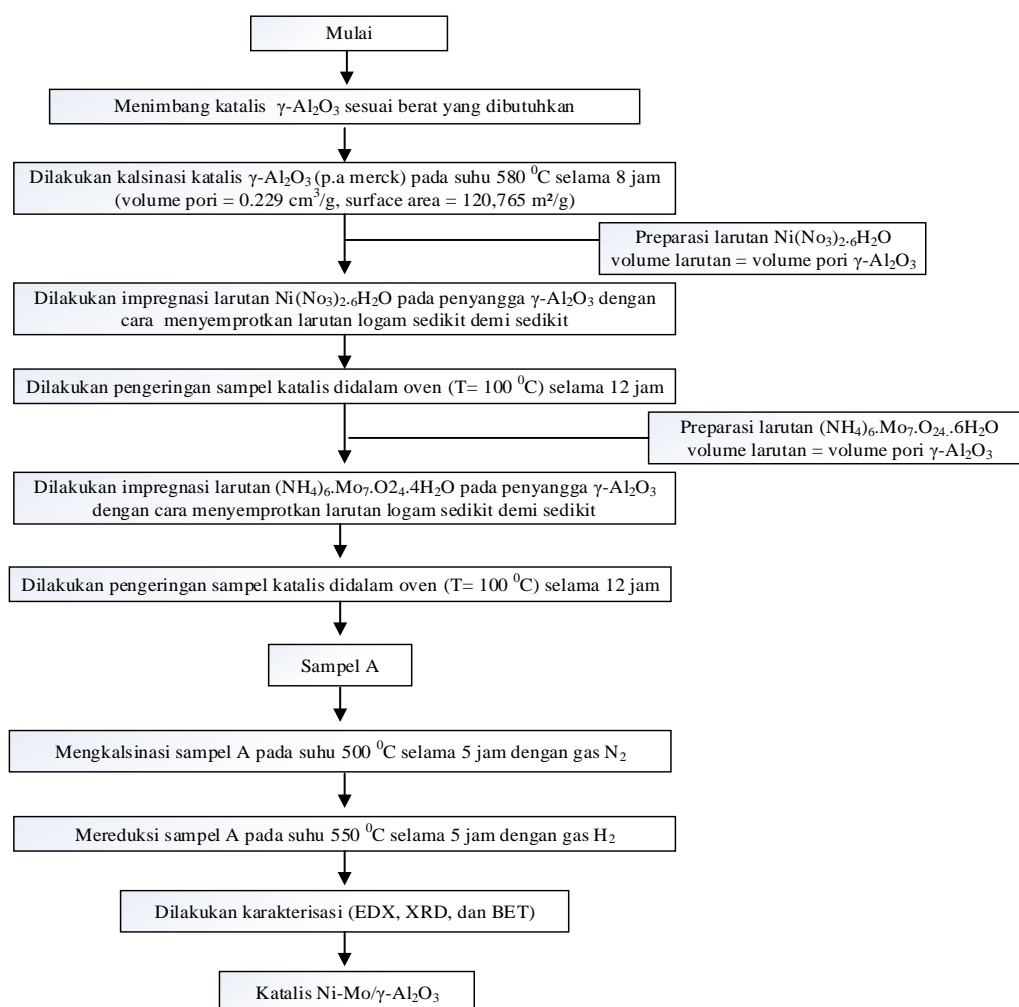 Mulai
Menimbang katalis γ-Al₂O₃ sesuai berat yang dibutuhkan
Dilakukan kalsinasi katalis γ-Al₂O₃ (p.a merck) pada suhu 580 ⁰C selama 8 jam
(volume pori = 0.229 cm³/g, surface area = 120,765 m²/g)
Preparasi larutan Ni(No₃)₂.₆H₂O
volume larutan = volume pori γ-Al₂O₃
Dilakukan impregnasi larutan Ni(No₃)₂.₆H₂O pada penyangga γ-Al₂O₃ dengan
cara menyemprotkan larutan logam sedikit demi sedikit
Dilakukan pengeringan sampel katalis didalam oven (T= 100 ⁰C) selama 12 jam
Preparasi larutan (NH₄)₆.Mo₇.O₂₄..6H₂O
volume larutan = volume pori γ-Al₂O₃
Dilakukan impregnasi larutan (NH₄)₆.Mo₇.O2₄.4H₂O pada penyangga γ-Al₂O₃
dengan cara menyemprotkan larutan logam sedikit demi sedikit
Dilakukan pengeringan sampel katalis didalam oven (T= 100 ⁰C) selama 12 jam
Sampel A
Mengkalsinasi sampel A pada suhu 500 ⁰C selama 5 jam dengan gas N₂
Mereduksi sampel A pada suhu 550 ⁰C selama 5 jam dengan gas H₂
Dilakukan karakterisasi (EDX, XRD, dan BET)
Katalis Ni-Mo/γ-Al₂O₃